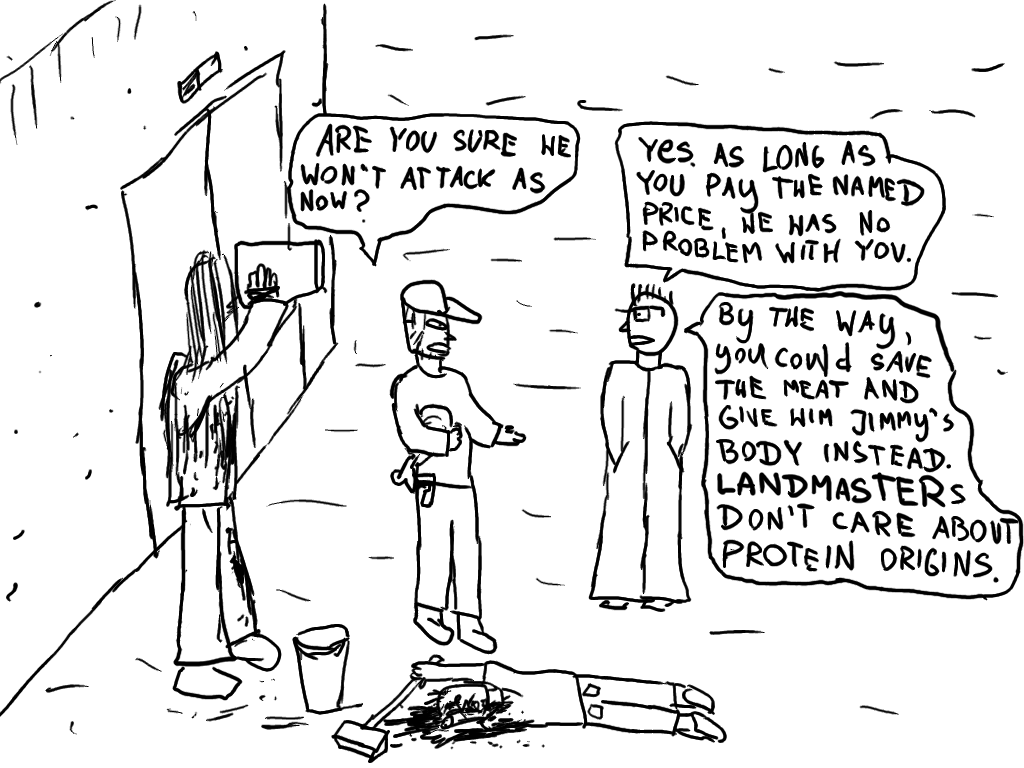 ARE YOU SURE HE
WON'T ATTACK AS
NOW?
YES. AS LONG AS
YOU PAY THE NAMED
PRICE, HE HAS NO
PROBLEM WITH YOU.
BY THE WAY,
YOU COULD SAVE
THE MEAT AND
GIVE HIM JIMMY'S
BODY INSTEAD.
LANDMASTERS
DON'T CARE ABOUT
PROTEIN ORIGINS.